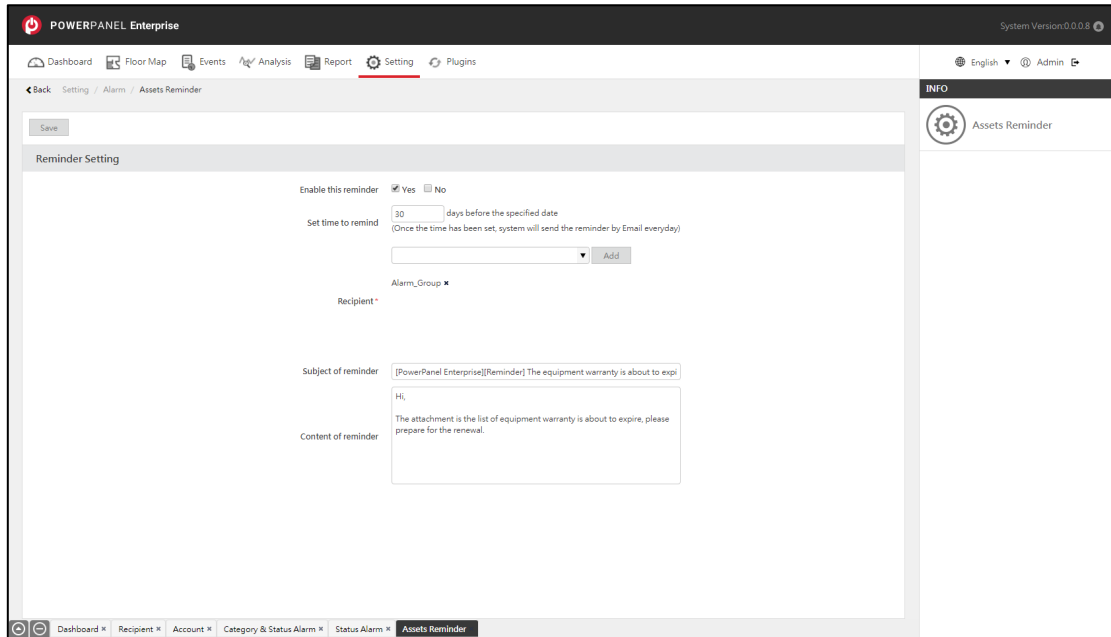 POWERPANEL Enterprise
System Version:0.0.0.8
Dashboard Floor Map Events Analysis Report Setting Plugins
English ▼ Admin
Back Setting / Alarm / Assets Reminder
INFO
Assets Reminder
Save
Reminder Setting
Enable this reminder Yes No
Set time to remind 30 days before the specified date
(Once the time has been set, system will send the reminder by Email everyday)
Add
Alarm_Group ×
Recipient*
Subject of reminder [PowerPanel Enterprise][Reminder] The equipment warranty is about to expi
Hi,
The attachment is the list of equipment warranty is about to expire, please
prepare for the renewal.
Content of reminder
Dashboard × Recipient × Account × Category & Status Alarm × Status Alarm × Assets Reminder